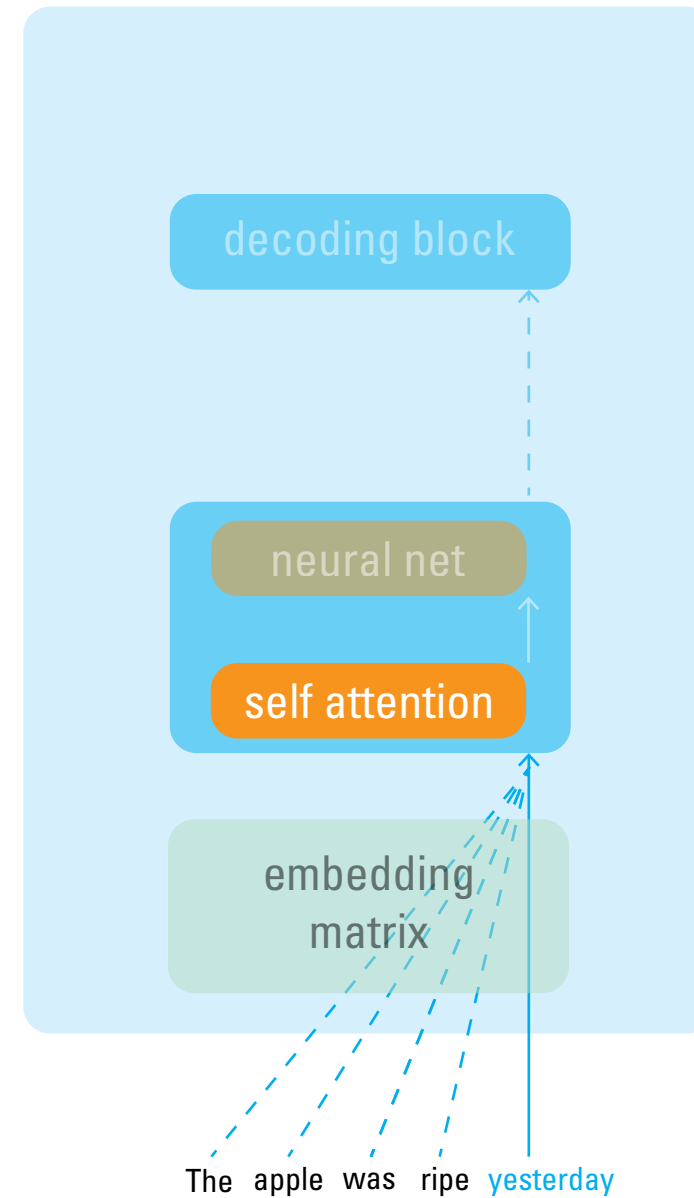 decoding block
neural net
self attention
embedding
matrix
The apple was ripe yesterday